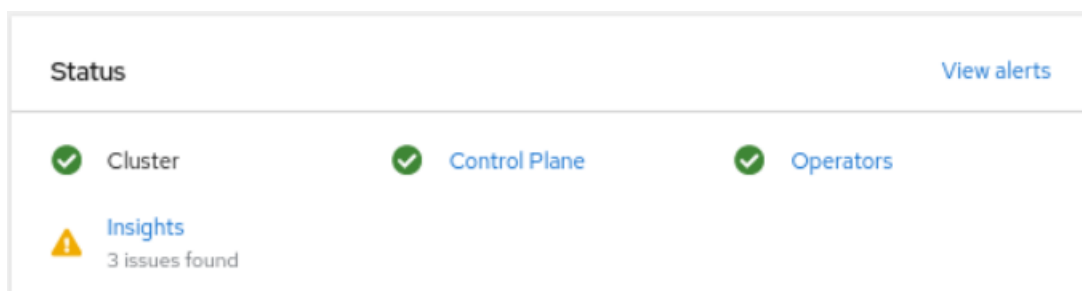 Status
View alerts
Cluster
Control Plane
Operators
Insights
3 issues found